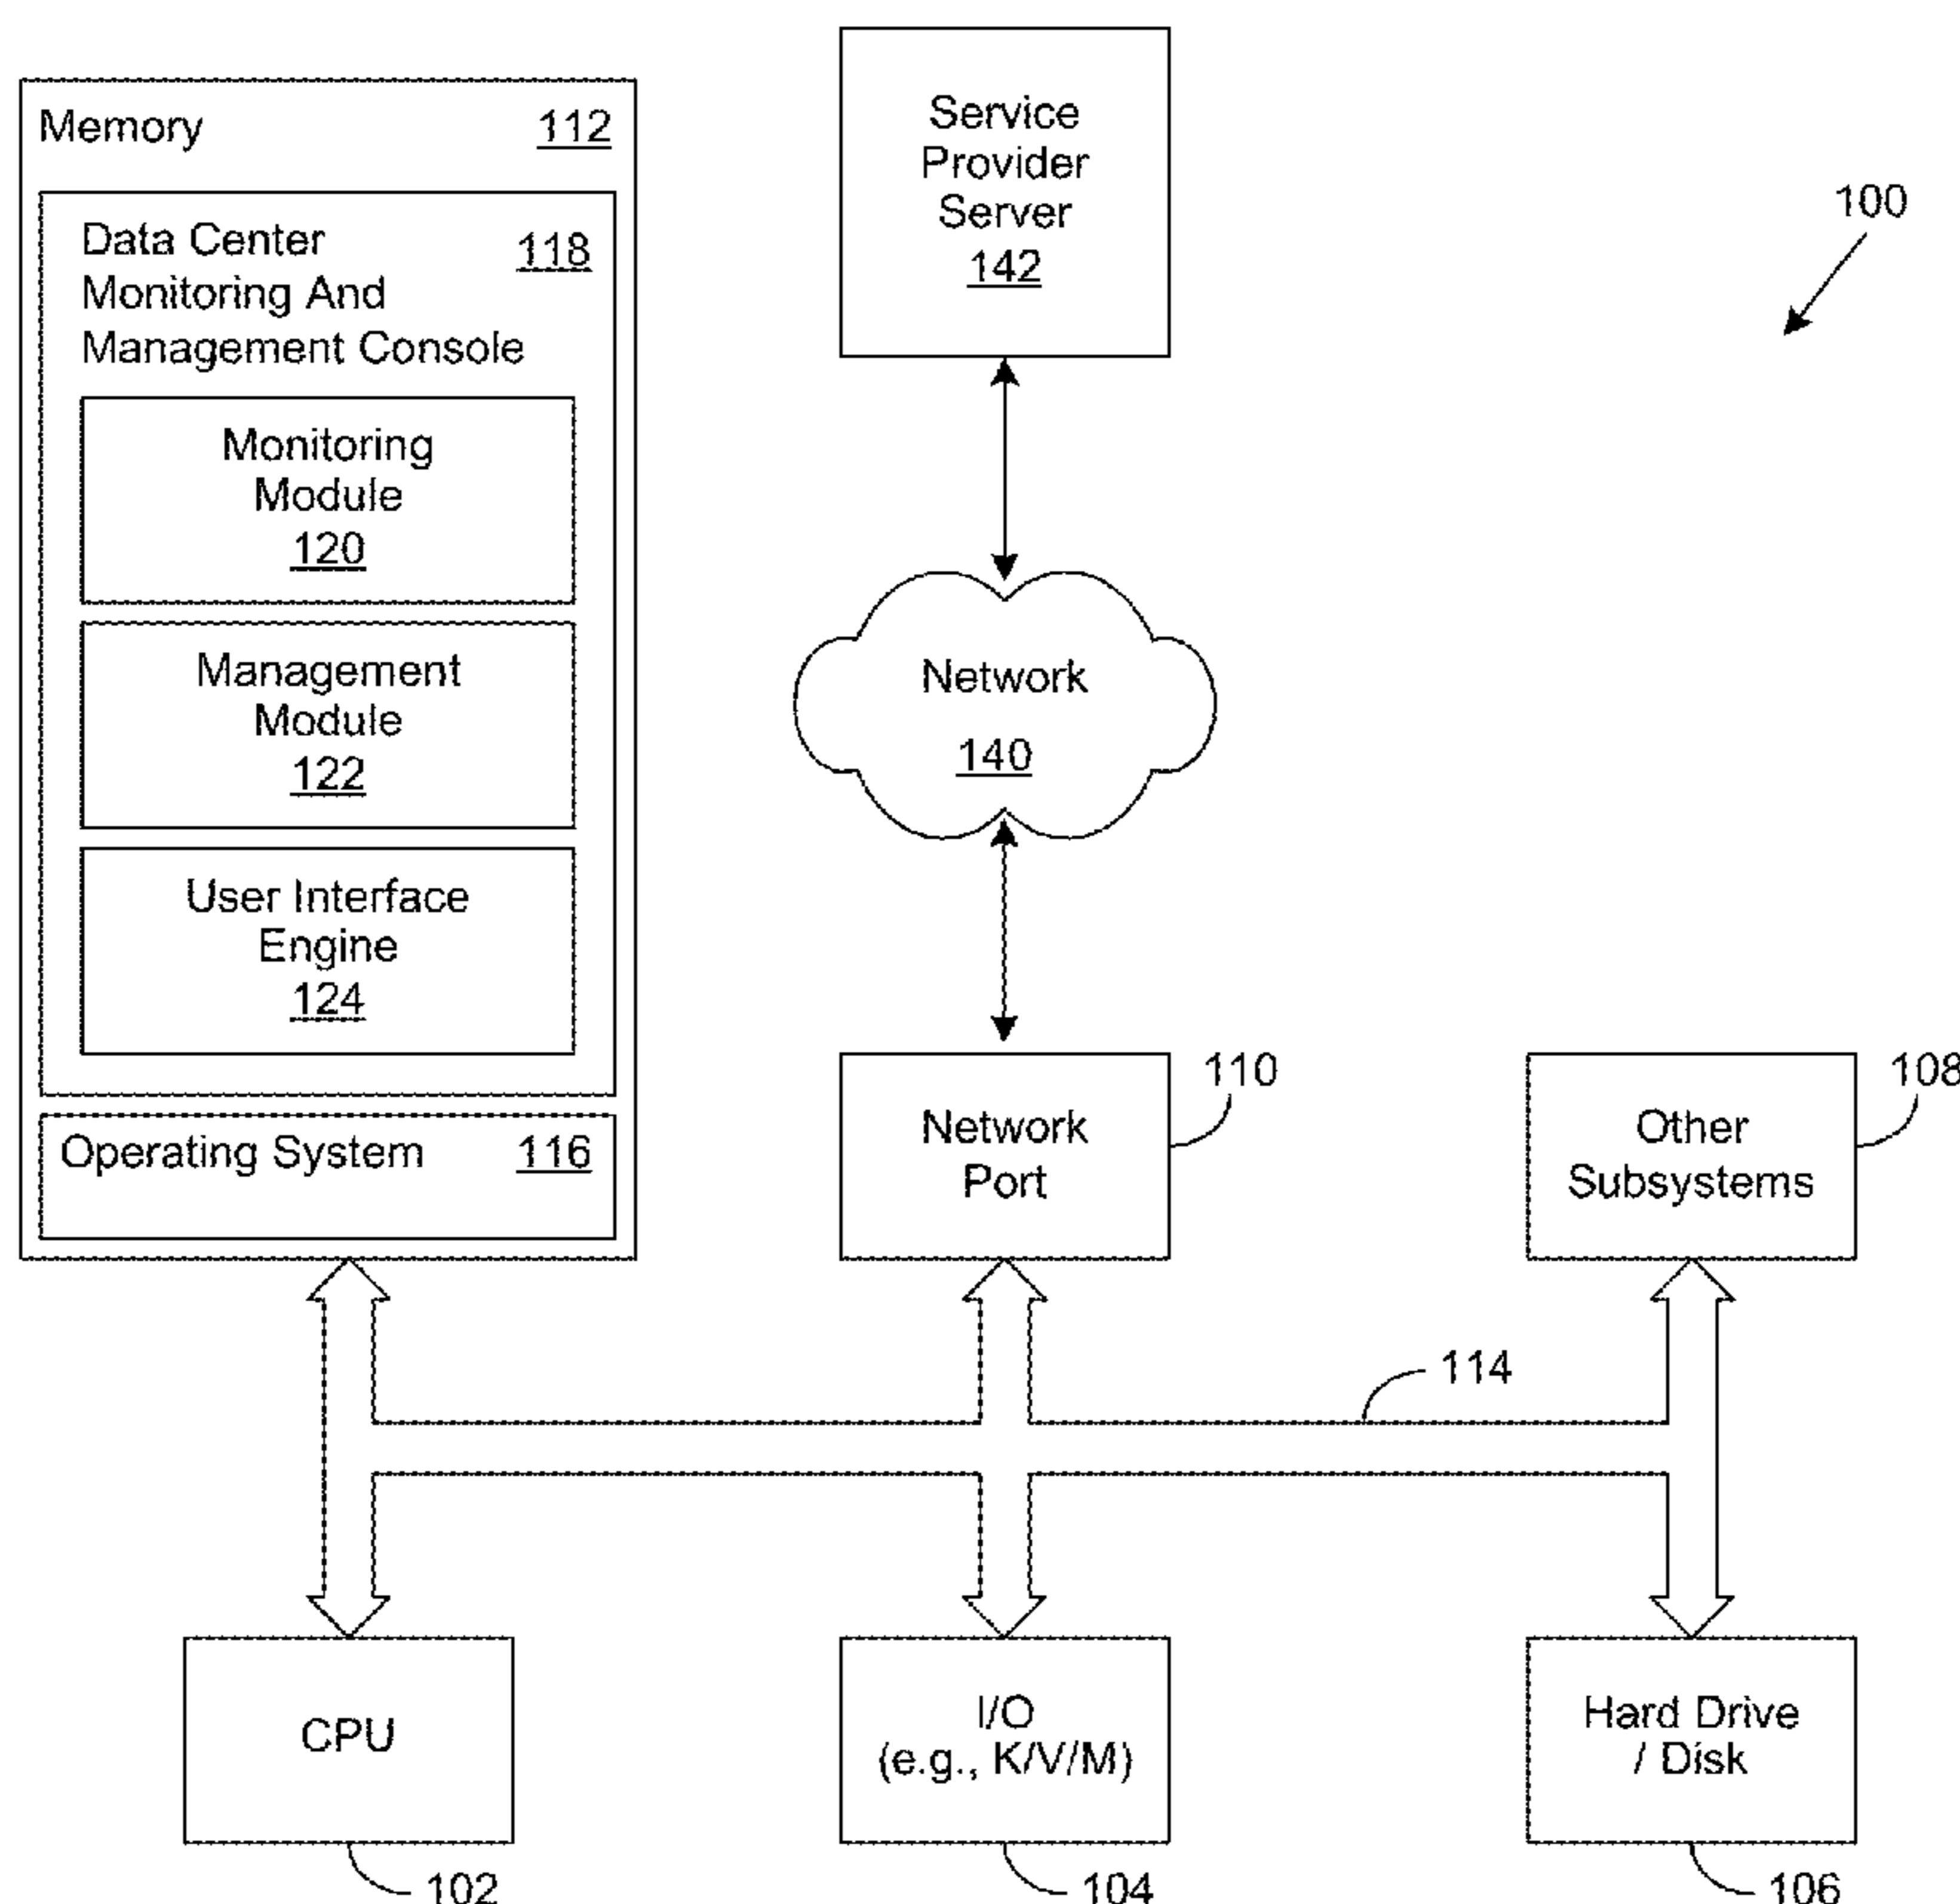 Memory 112
Data Center 118
Monitoring And
Management Console
Monitoring
Module
120
Management
Module
122
User Interface
Engine
124
Operating System 116
Service
Provider
Server
142
100
Network
140
Network
Port
110
Other
Subsystems
108
114
CPU
102
I/O
(e.g., K/V/M)
104
Hard Drive
/ Disk
106